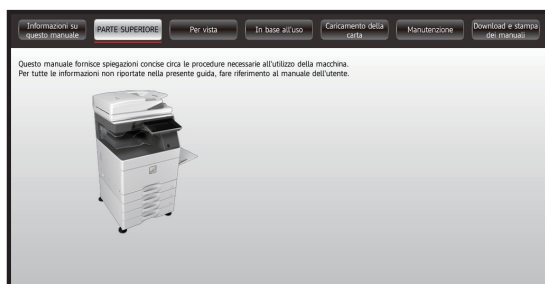 Informazioni su
questo manuale
PARTE SUPERIORE
Per vista
In base all'uso
Caricamento della
carta
Manutenzione
Download e stampa
dei manuali
Questo manuale fornisce spiegazioni concise circa le procedure necessarie all'utilizzo della macchina.
Per tutte le informazioni non riportate nella presente guida, fare riferimento al manuale dell'utente.